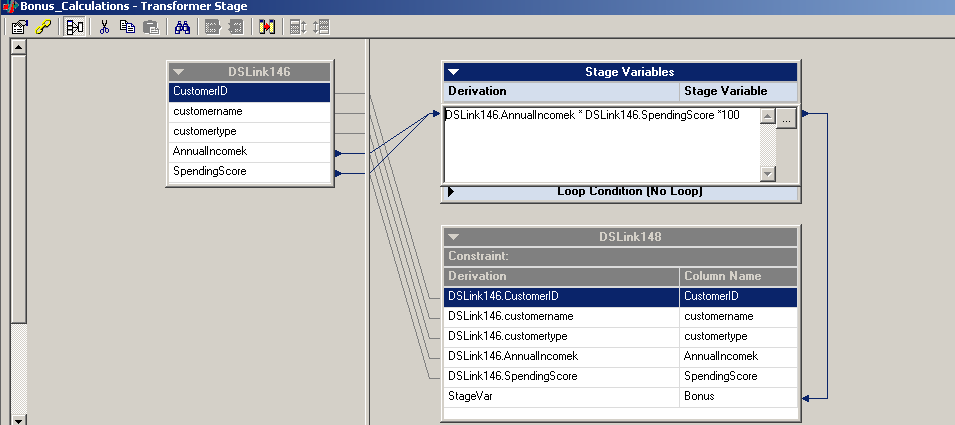 Bonus_Calculations - Transformer Stage
DSLink146
CustomerID
customername
customertype
AnnualIncomek
SpendingScore
Stage Variables
Derivation Stage Variable
DSLink146.AnnualIncomek * DSLink146.SpendingScore *100
...
Loop Condition (No Loop)
DSLink148
Constraint:
Derivation Column Name
DSLink146.CustomerID CustomerID
DSLink146.customername customername
DSLink146.customertype customertype
DSLink146.AnnualIncomek AnnualIncomek
DSLink146.SpendingScore SpendingScore
StageVar Bonus